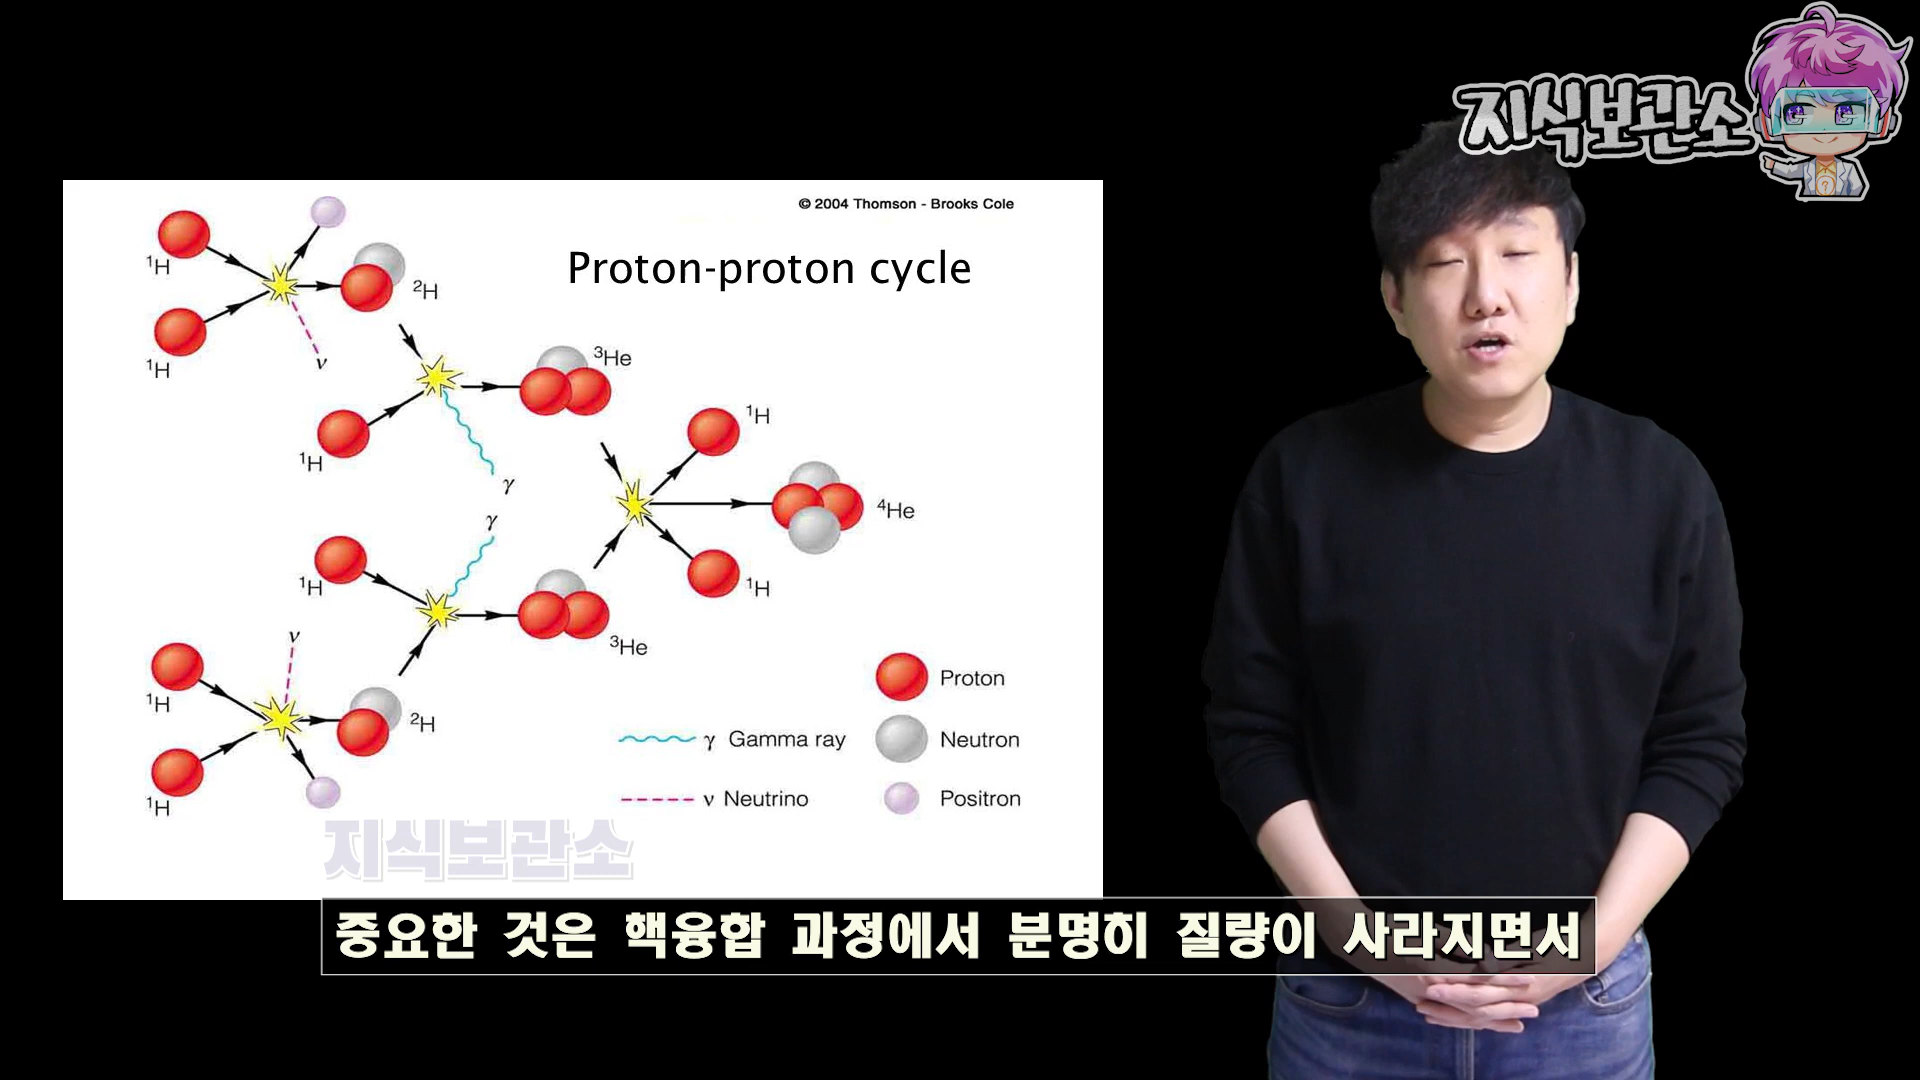 지식보관소
© 2004 Thomson - Brooks Cole
Proton-proton cycle
¹H
¹H
ν
²H
³He
¹H
γ
¹H
⁴He
γ
¹H
¹H
³He
ν
¹H
²H
¹H
Proton
γ Gamma ray
Neutron
ν Neutrino
Positron
지식보관소
중요한 것은 핵융합 과정에서 분명히 질량이 사라지면서